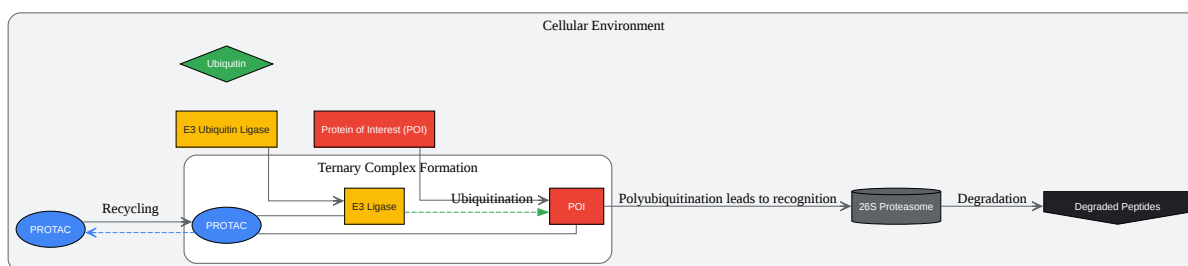 Cellular Environment
Ubiquitin
E3 Ubiquitin Ligase
Protein of Interest (POI)
Ternary Complex Formation
Recycling
PROTAC
PROTAC
E3 Ligase
Ubiquitination
POI
Polyubiquitination leads to recognition
26S Proteasome
Degradation
Degraded Peptides